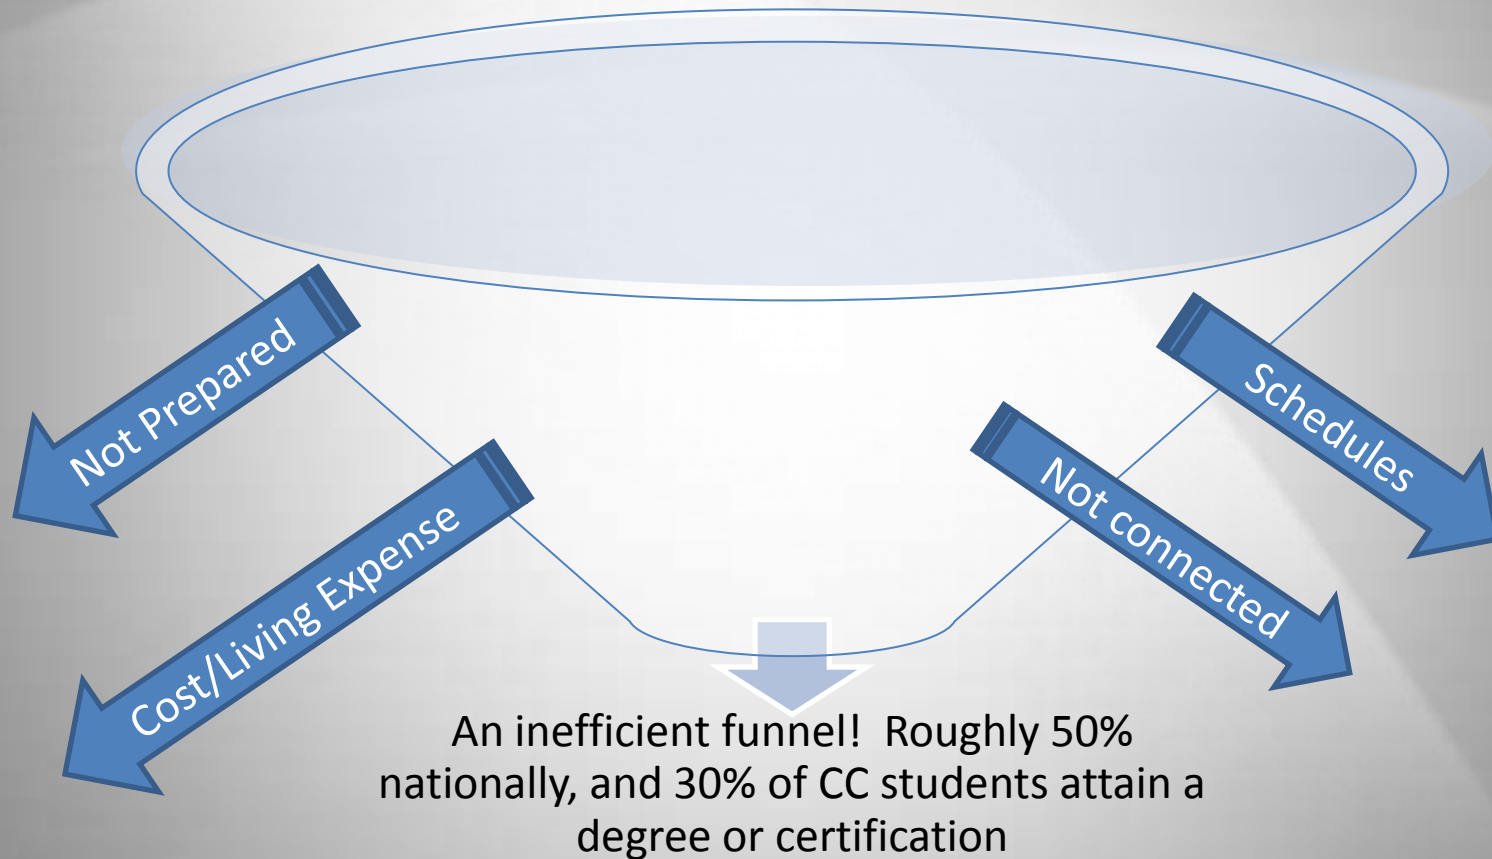 Not Prepared
Cost/Living Expense
Schedules
Not connected
An inefficient funnel!  Roughly 50%
nationally, and 30% of CC students attain a
degree or certification